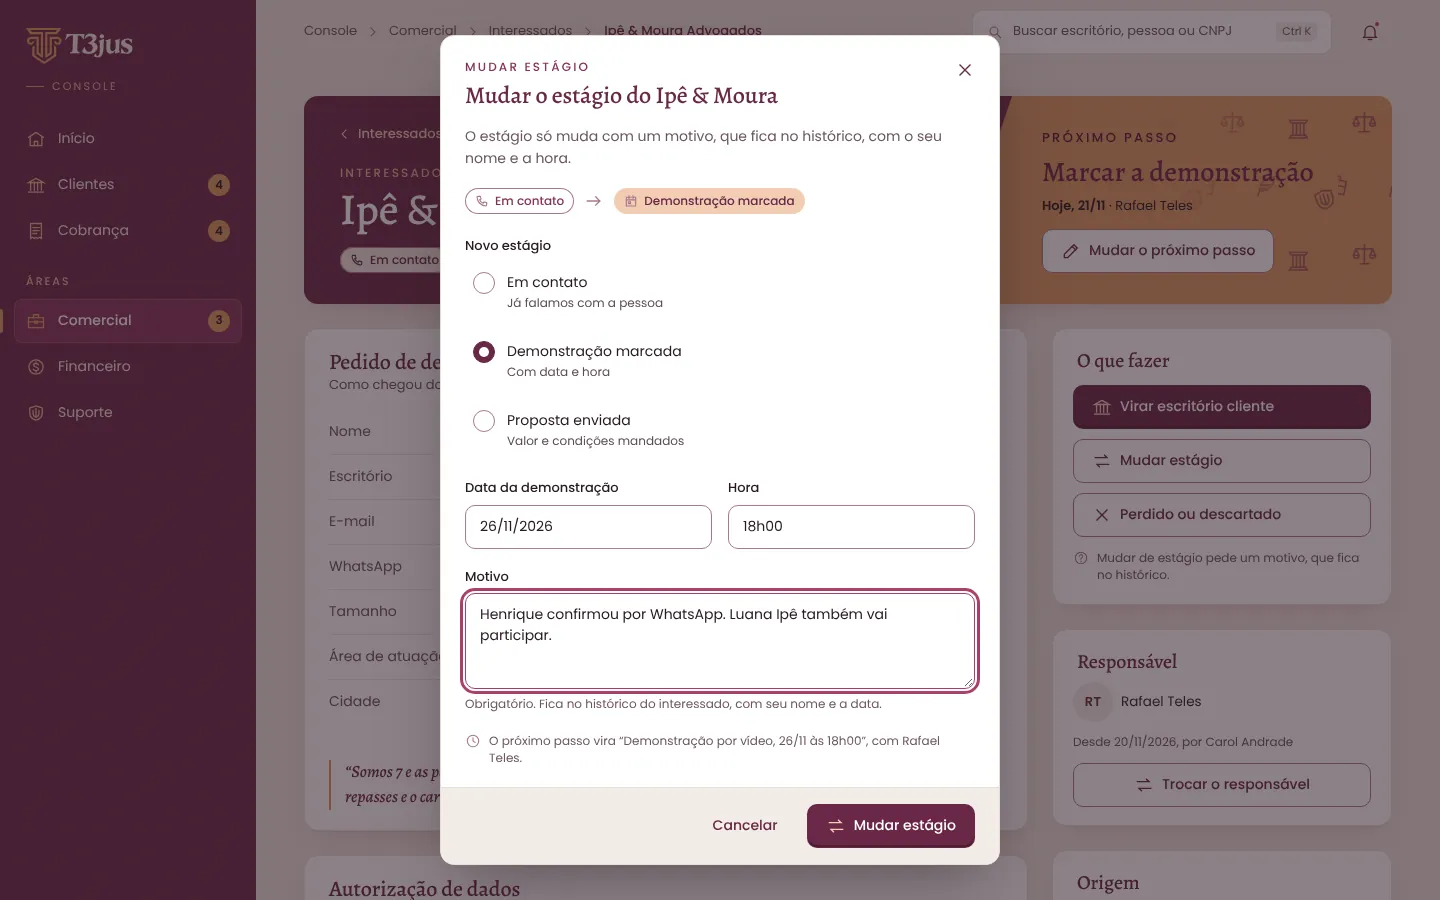 T3jus
CONSOLE
Início
Clientes
4
Cobrança
4
ÁREAS
Comercial
3
Financeiro
Suporte
Console
Comercial
Interessados
Ipê & Moura Advogados
Buscar escritório, pessoa ou CNPJ
Ctrl K
Interessados
INTERESSADO
Ipê &
Em contato
PRÓXIMO PASSO
Marcar a demonstração
Hoje, 21/11 · Rafael Teles
Mudar o próximo passo
Pedido de de
Como chegou do
Nome
Escritório
E-mail
WhatsApp
Tamanho
Área de atuação
Cidade
“Somos 7 e as p
repasses e o car
Autorização de dados
MUDAR ESTÁGIO
Mudar o estágio do Ipê & Moura
O estágio só muda com um motivo, que fica no histórico, com o seu
nome e a hora.
Em contato
Demonstração marcada
Novo estágio
Em contato
Já falamos com a pessoa
Demonstração marcada
Com data e hora
Proposta enviada
Valor e condições mandados
Data da demonstração
Hora
26/11/2026
18h00
Motivo
Henrique confirmou por WhatsApp. Luana Ipê também vai
participar.
Obrigatório. Fica no histórico do interessado, com seu nome e a data.
O próximo passo vira “Demonstração por vídeo, 26/11 às 18h00”, com Rafael
Teles.
Cancelar
Mudar estágio
O que fazer
Virar escritório cliente
Mudar estágio
Perdido ou descartado
Mudar de estágio pede um motivo, que fica
no histórico.
Responsável
RT
Rafael Teles
Desde 20/11/2026, por Carol Andrade
Trocar o responsável
Origem